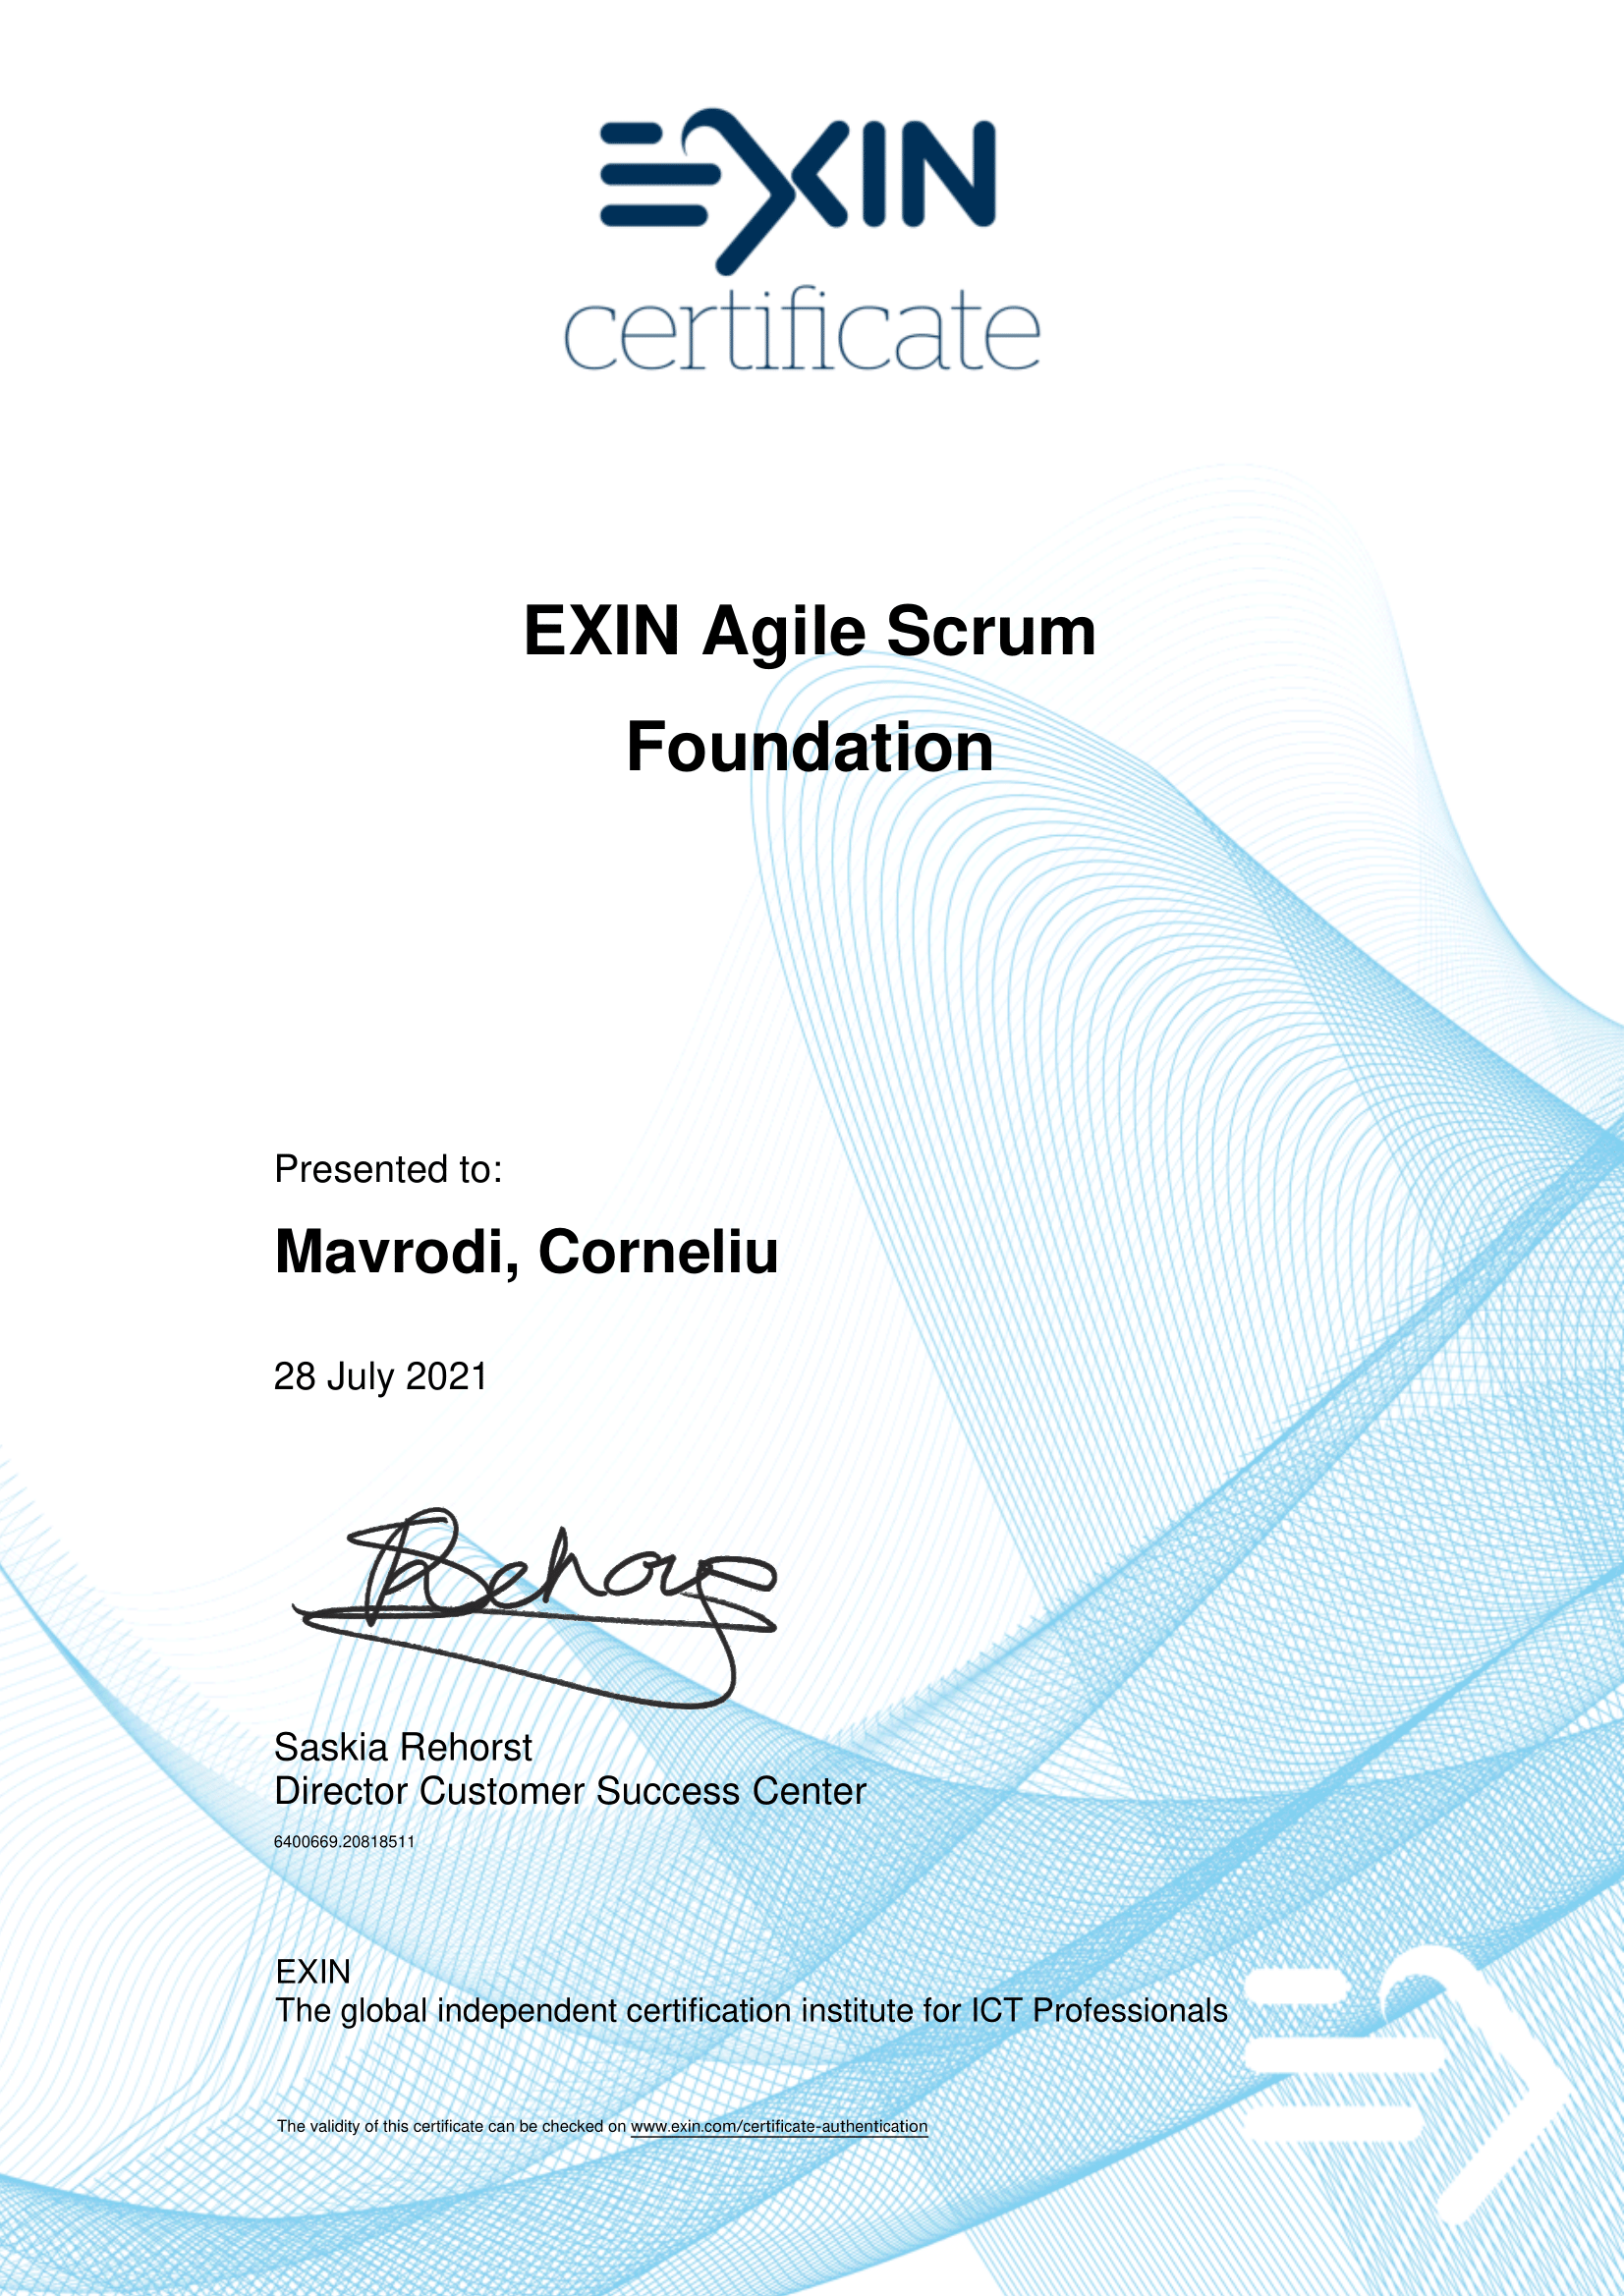 EXIN
certificate
EXIN Agile Scrum
Foundation
Presented to:
Mavrodi, Corneliu
28 July 2021
Rehorst
Saskia Rehorst
Director Customer Success Center
6400669.20818511
EXIN
The global independent certification institute for ICT Professionals
The validity of this certificate can be checked on www.exin.com/certificate-authentication